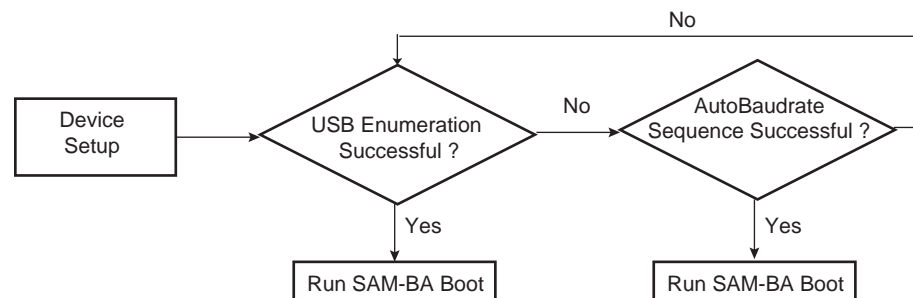 No
Device
Setup
USB Enumeration
Successful ?
No
AutoBaudrate
Sequence Successful ?
Yes
Yes
Run SAM-BA Boot
Run SAM-BA Boot